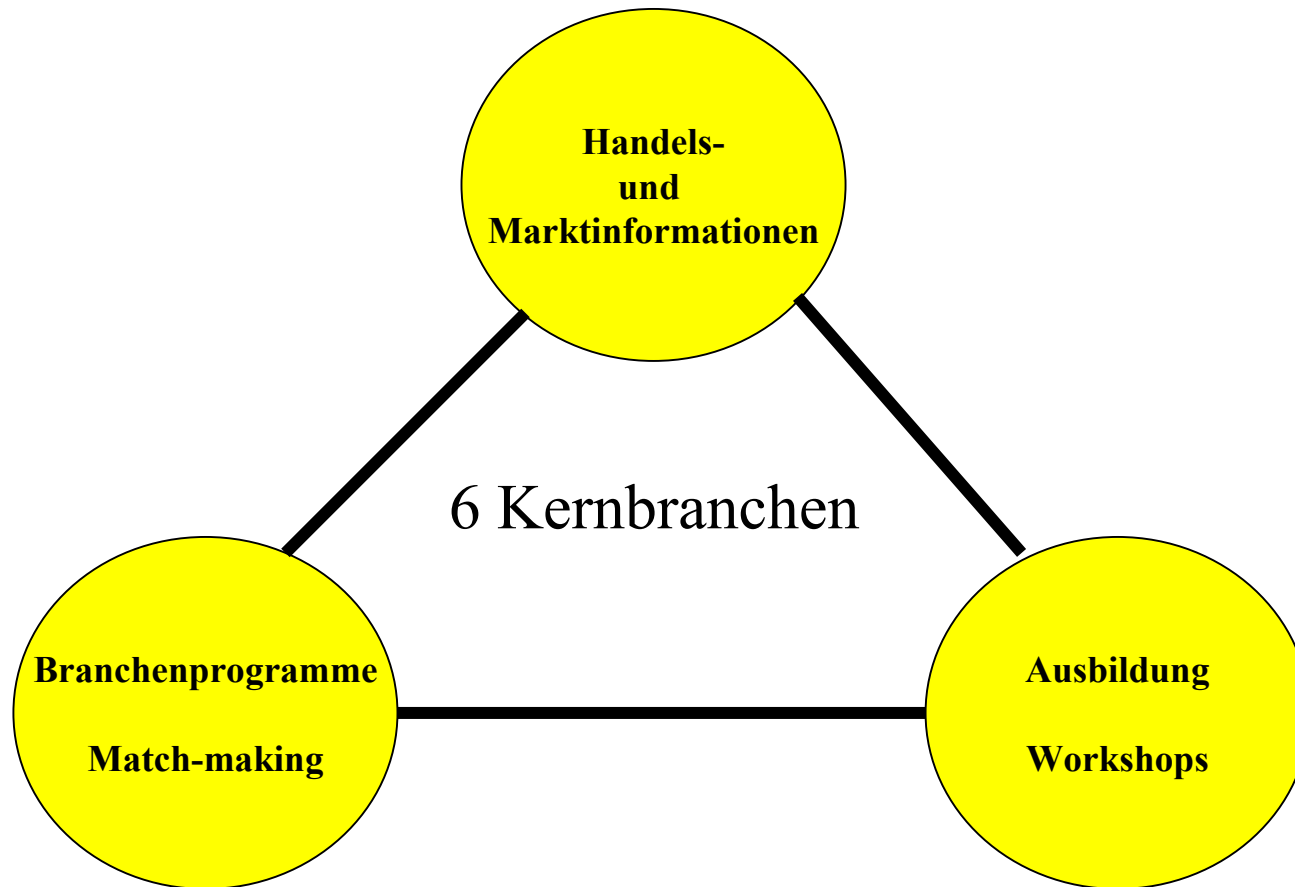 Handels-
und
Marktinformationen
6 Kernbranchen
Branchenprogramme
Match-making
Ausbildung
Workshops